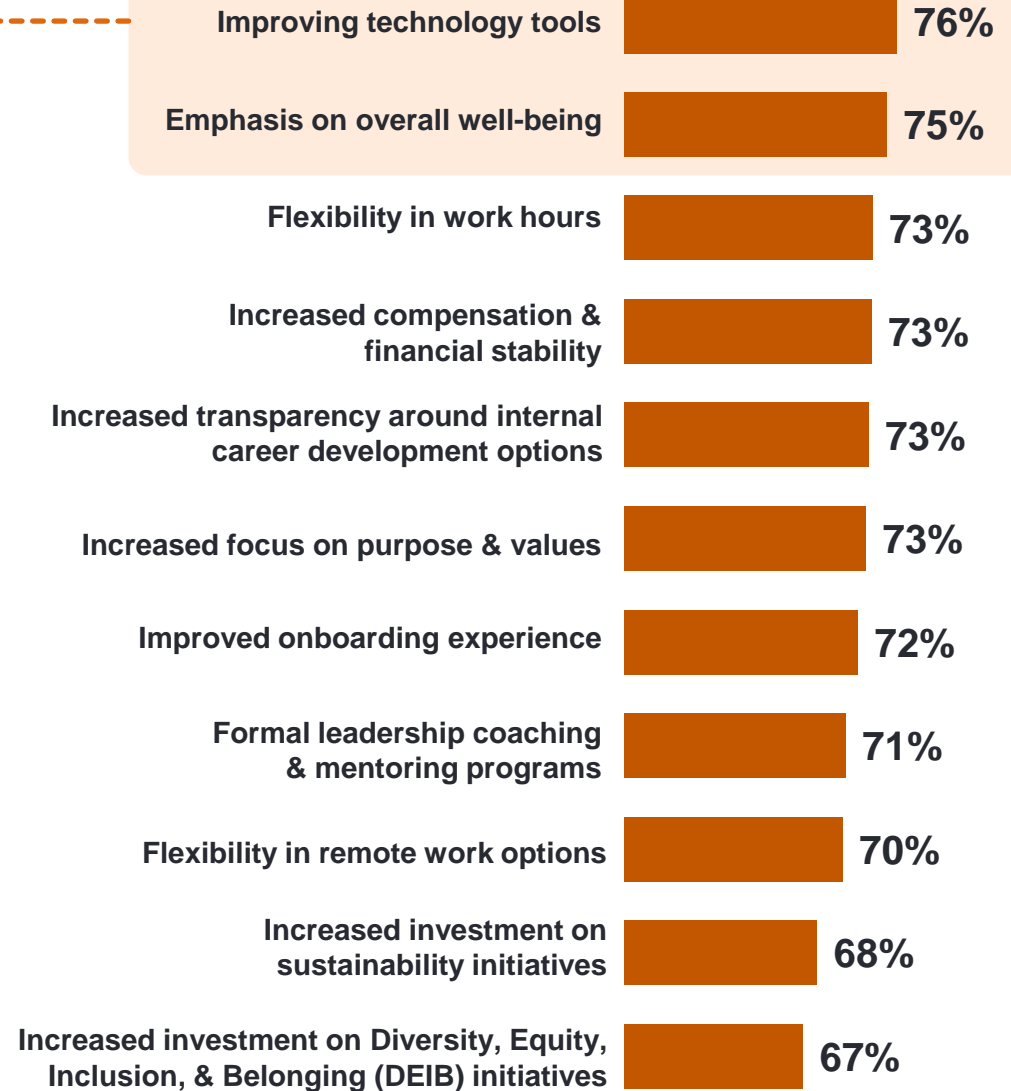 Improving technology tools 76%
Emphasis on overall well-being 75%
Flexibility in work hours 73%
Increased compensation &
financial stability 73%
Increased transparency around internal
career development options 73%
Increased focus on purpose & values 73%
Improved onboarding experience 72%
Formal leadership coaching
& mentoring programs 71%
Flexibility in remote work options 70%
Increased investment on
sustainability initiatives 68%
Increased investment on Diversity, Equity,
Inclusion, & Belonging (DEIB) initiatives 67%